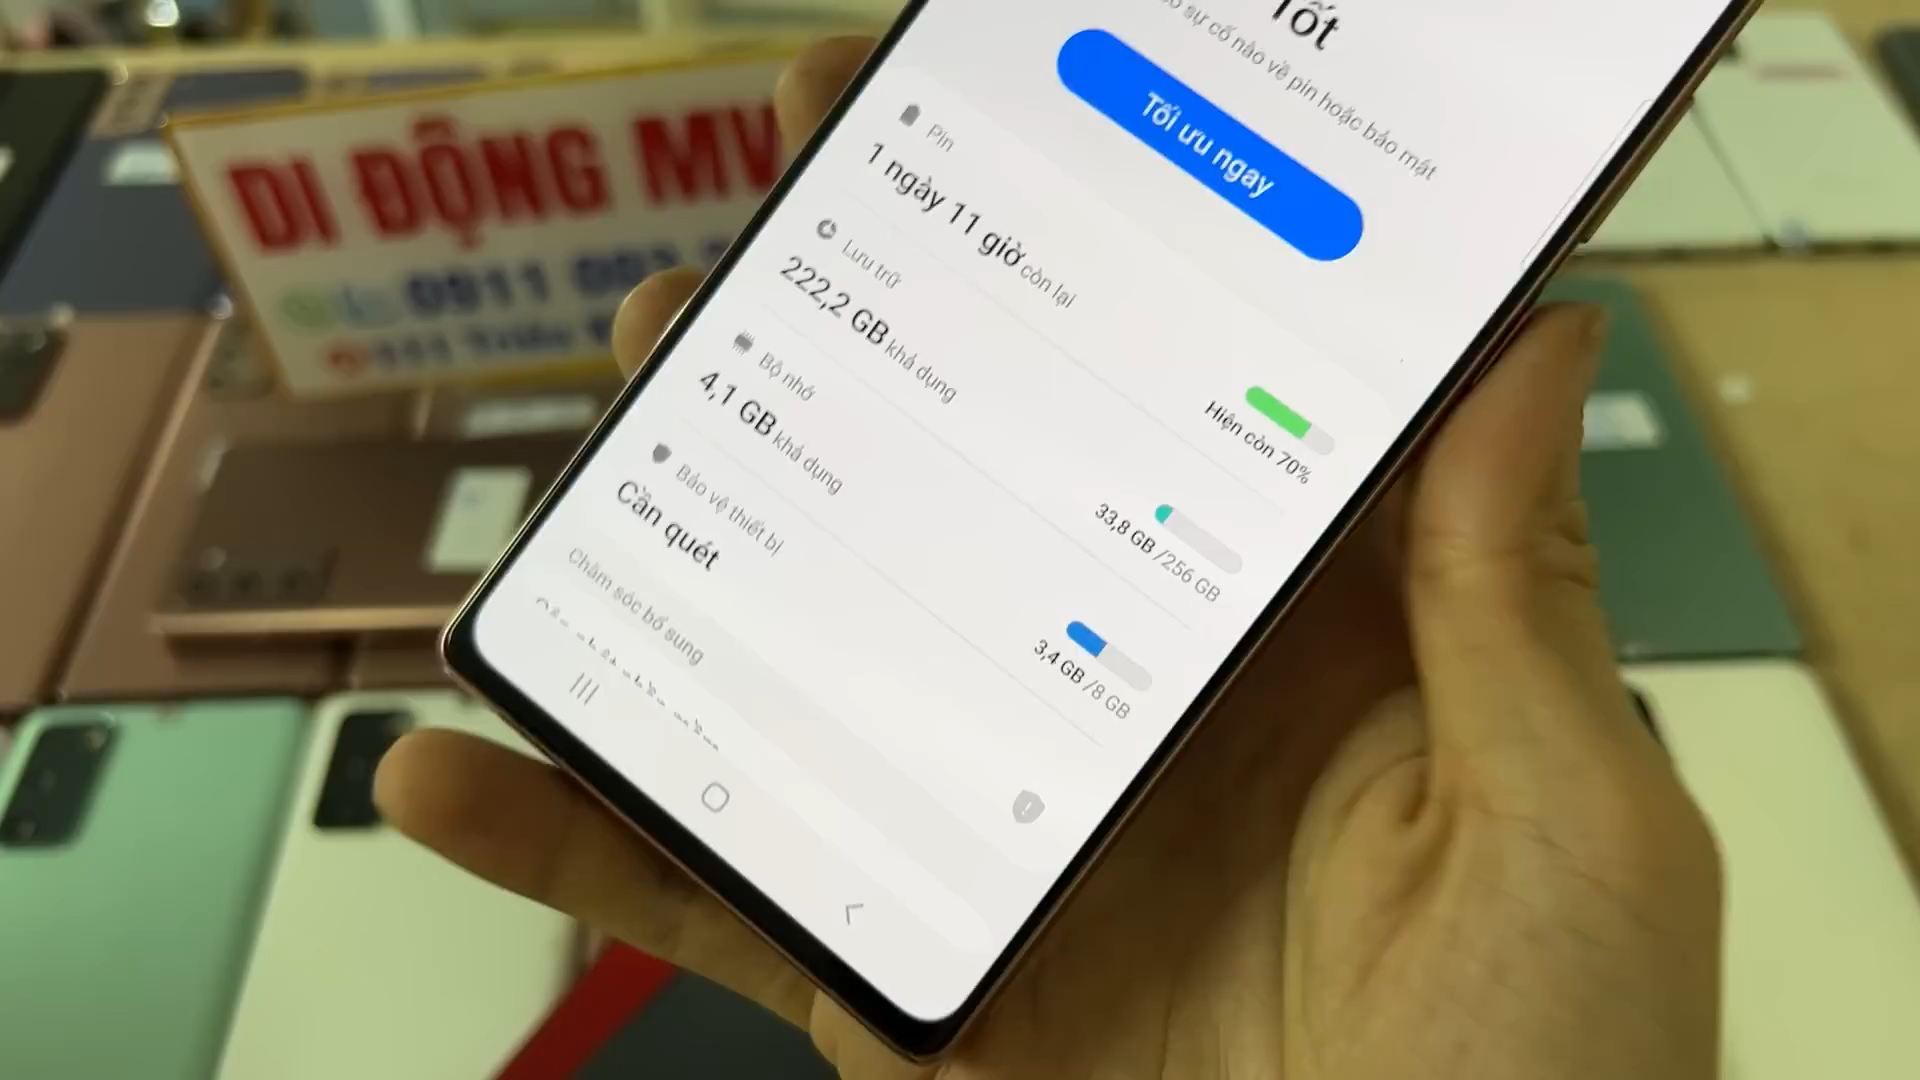 Tốt
sự cố nào về pin hoặc bảo mật
Tối ưu ngay
Pin
1 ngày 11 giờ còn lại
Hiện còn 70%
Lưu trữ
222,2 GB khả dụng
33,8 GB /256 GB
Bộ nhớ
4,1 GB khả dụng
3,4 GB /8 GB
Bảo vệ thiết bị
Cần quét
Chăm sóc bổ sung
DI ĐỘNG MV
0911
111 Triều